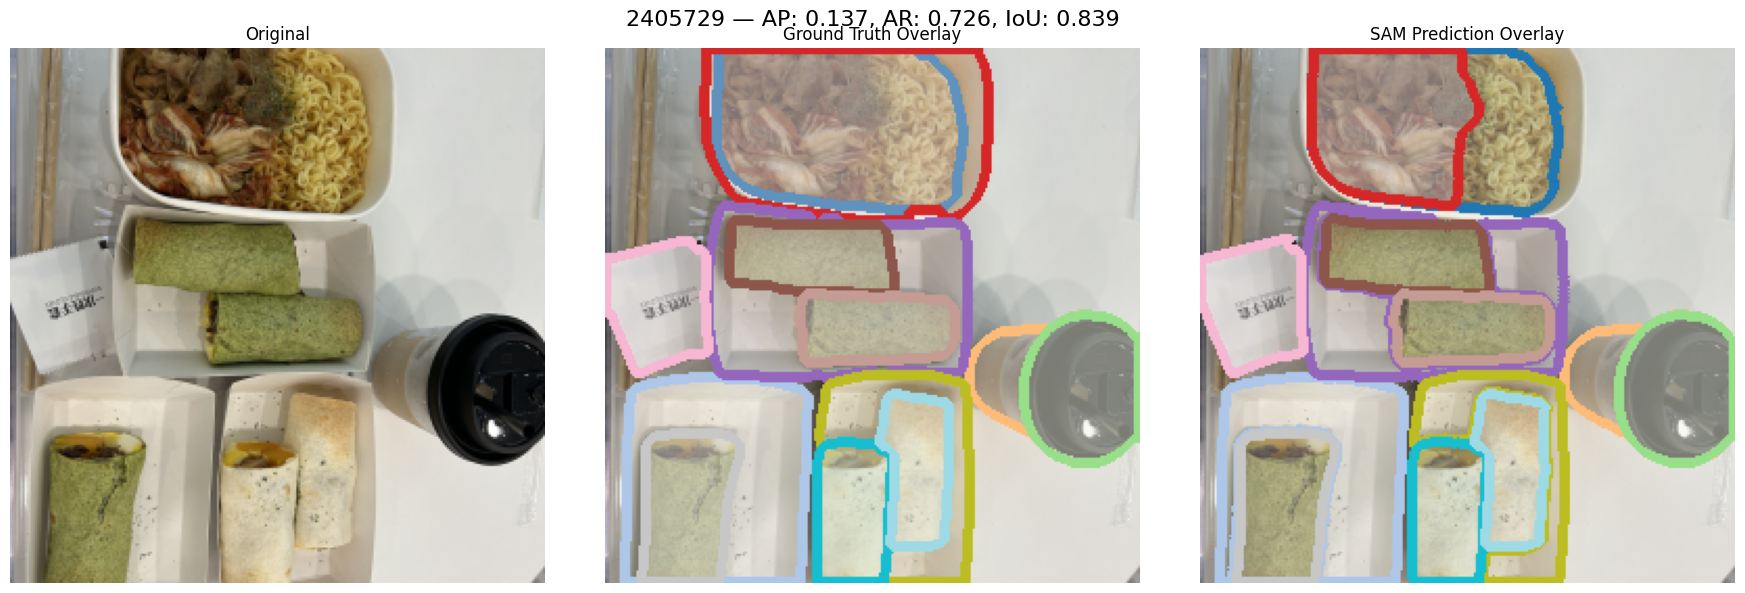 2405729 — AP: 0.137, AR: 0.726, IoU: 0.839
Original
Ground Truth Overlay
SAM Prediction Overlay